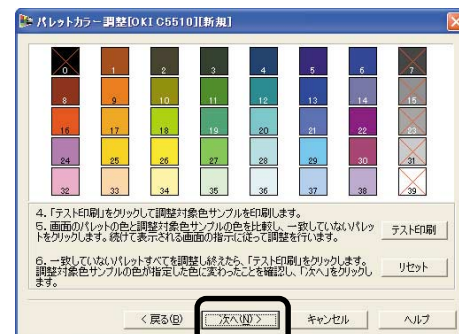 パレットカラー調整[OKI C5510][新規]
0 1 2 3 4 5 6 7
8 9 10 11 12 13 14 15
16 17 18 19 20 21 22 23
24 25 26 27 28 29 30 31
32 33 34 35 36 37 38 39
4. 「テスト印刷」をクリックして調整対象色サンプルを印刷します。
5. 画面のパレットの色と調整対象色サンプルの色を比較し、一致していないパレッ
トをクリックします。続けて表示される画面の指示に従って調整を行います。
テスト印刷
6. 一致していないパレットすべてを調整し終えたら、「テスト印刷」をクリックします。
調整対象色サンプルの色が指定した色に変わったことを確認し、「次へ」をクリックし
ます。
リセット
< 戻る(B)
次へ(N) >
キャンセル
ヘルプ